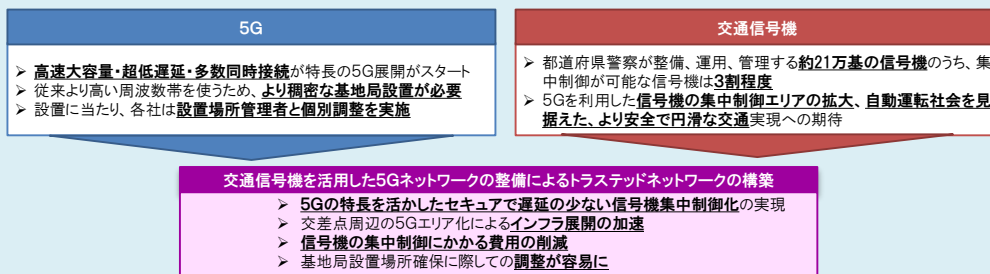 5G
➢ 高速大容量・超低遅延・多数同時接続が特長の5G展開がスタート
➢ 従来より高い周波数帯を使うため、より稠密な基地局設置が必要
➢ 設置に当たり、各社は設置場所管理者と個別調整を実施
交通信号機
➢ 都道府県警察が整備、運用、管理する約21万基の信号機のうち、集
中制御が可能な信号機は3割程度
➢ 5Gを利用した信号機の集中制御エリアの拡大、自動運転社会を見
据えた、より安全で円滑な交通実現への期待
交通信号機を活用した5Gネットワークの整備によるトラステッドネットワークの構築
➢ 5Gの特長を活かしたセキュアで遅延の少ない信号機集中制御化の実現
➢ 交差点周辺の5Gエリア化によるインフラ展開の加速
➢ 信号機の集中制御にかかる費用の削減
➢ 基地局設置場所確保に際しての調整が容易に